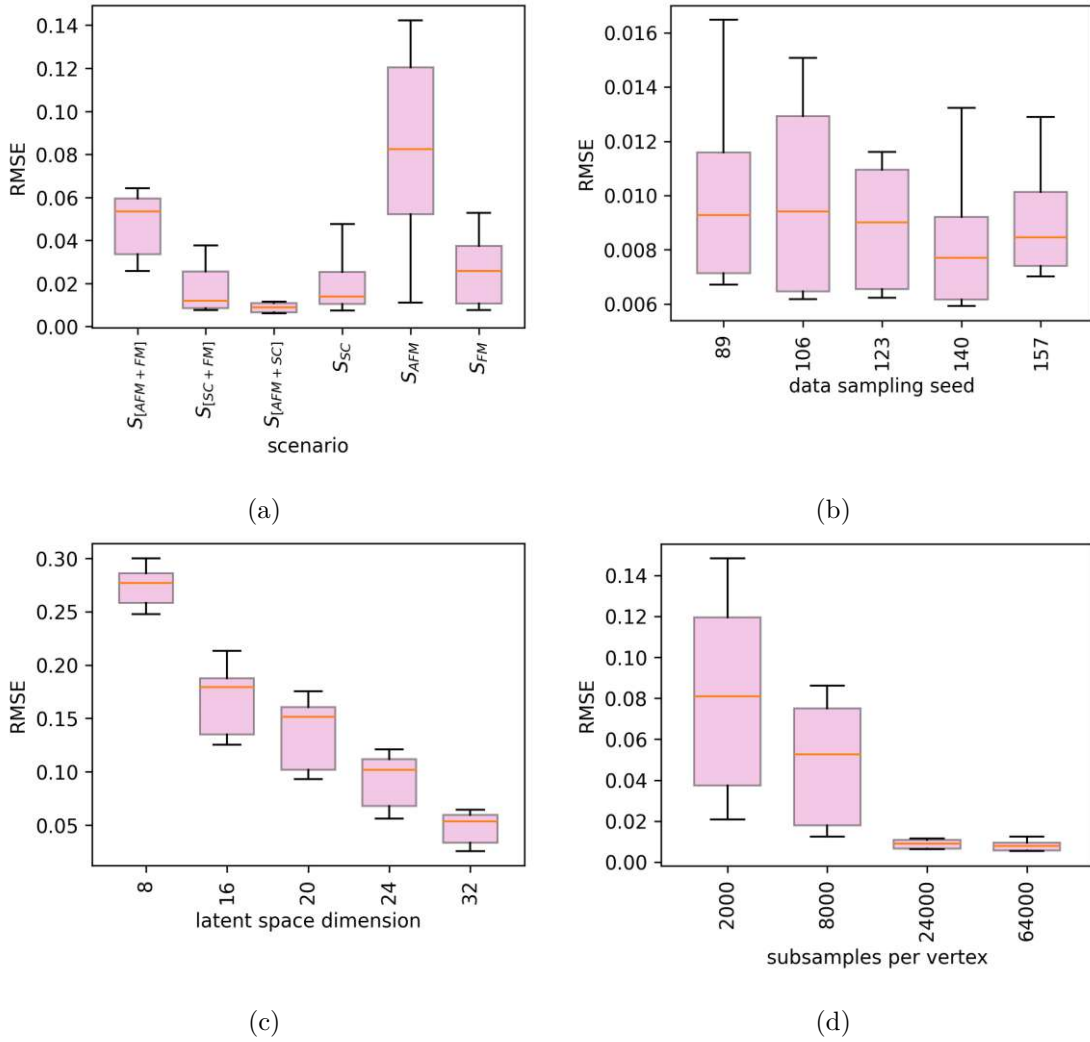 0.14
0.12
0.10
0.08
0.06
0.04
0.02
0.00
RMSE
S[AFM + FM]
S[SC + FM]
S[AFM + SC]
SSC
SAFM
SFM
scenario
(a)
0.016
0.014
0.012
0.010
0.008
0.006
RMSE
89
106
123
140
157
data sampling seed
(b)
0.30
0.25
0.20
0.15
0.10
0.05
RMSE
8
16
20
24
32
latent space dimension
(c)
0.14
0.12
0.10
0.08
0.06
0.04
0.02
0.00
RMSE
2000
8000
24000
64000
subsamples per vertex
(d)